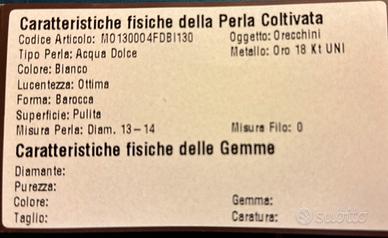 Caratteristiche fisiche della Perla Coltivata
Codice Articolo: MO130004FDBI130 Oggetto: Orecchini
Tipo Perla: Acqua Dolce Metallo: Oro 18 Kt UNI
Colore: Bianco
Lucentezza: Ottima
Forma: Barocca
Superficie: Pulita
Misura Perla: Diam. 13-14 Misura Filo: 0
Caratteristiche fisiche delle Gemme
Diamante:
Purezza:
Colore: Gemma:
Taglio: Caratura:
subito